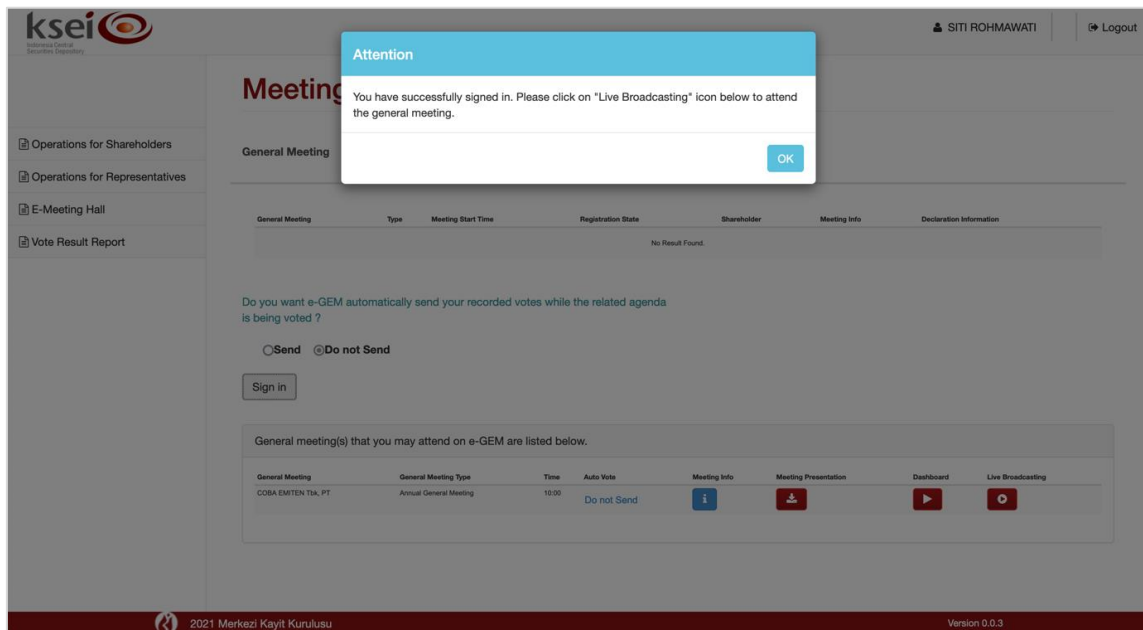 ksei
Indonesia Central
Securities Depository
SITI ROHMAWATI
Logout
Attention
You have successfully signed in. Please click on "Live Broadcasting" icon below to attend
the general meeting.
OK
Meeting
Operations for Shareholders
Operations for Representatives
E-Meeting Hall
Vote Result Report
General Meeting
General Meeting Type Meeting Start Time Registration State Shareholder Meeting Info Declaration Information
No Result Found.
Do you want e-GEM automatically send your recorded votes while the related agenda
is being voted ?
Send Do not Send
Sign in
General meeting(s) that you may attend on e-GEM are listed below.
General Meeting General Meeting Type Time Auto Vote Meeting Info Meeting Presentation Dashboard Live Broadcasting
COBA EMITEN Tbk, PT Annual General Meeting 10:00 Do not Send
2021 Merkezi Kayit Kurulusu
Version 0.0.3